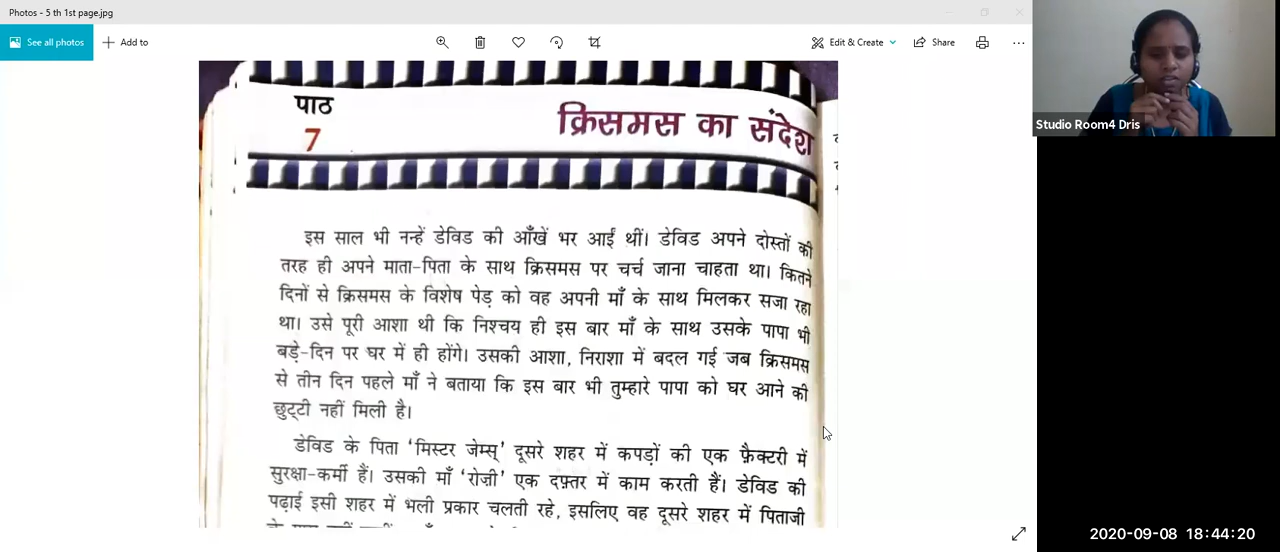 Photos - 5 th 1st page.jpg
See all photos
Add to
Edit & Create
Share
Studio Room4 Dris
पाठ
7
क्रिसमस का संदेश
इस साल भी नन्हें डेविड की आँखें भर आईं थीं। डेविड अपने दोस्तों की
तरह ही अपने माता-पिता के साथ क्रिसमस पर चर्च जाना चाहता था। कितने
दिनों से क्रिसमस के विशेष पेड़ को वह अपनी माँ के साथ मिलकर सजा रहा
था। उसे पूरी आशा थी कि निश्चय ही इस बार माँ के साथ उसके पापा भी
बड़े-दिन पर घर में ही होंगे। उसकी आशा, निराशा में बदल गई जब क्रिसमस
से तीन दिन पहले माँ ने बताया कि इस बार भी तुम्हारे पापा को घर आने की
छुट्टी नहीं मिली है।
डेविड के पिता ‘मिस्टर जेम्स्’ दूसरे शहर में कपड़ों की एक फ़ैक्टरी में
सुरक्षा-कर्मी हैं। उसकी माँ ‘रोज़ी’ एक दफ़्तर में काम करती हैं। डेविड की
पढ़ाई इसी शहर में भली प्रकार चलती रहे, इसलिए वह दूसरे शहर में पिताजी
2020-09-08 18:44:20